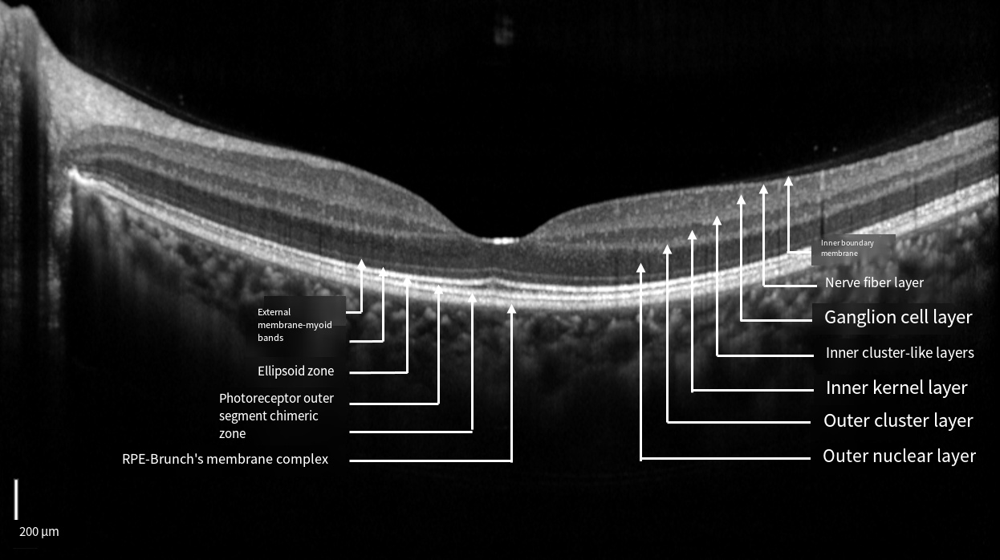 Inner boundary
membrane
Nerve fiber layer
Ganglion cell layer
Inner cluster-like layers
Inner kernel layer
Outer cluster layer
Outer nuclear layer
External
membrane-myoid
bands
Ellipsoid zone
Photoreceptor outer
segment chimeric
zone
RPE-Brunch's membrane complex
200 μm